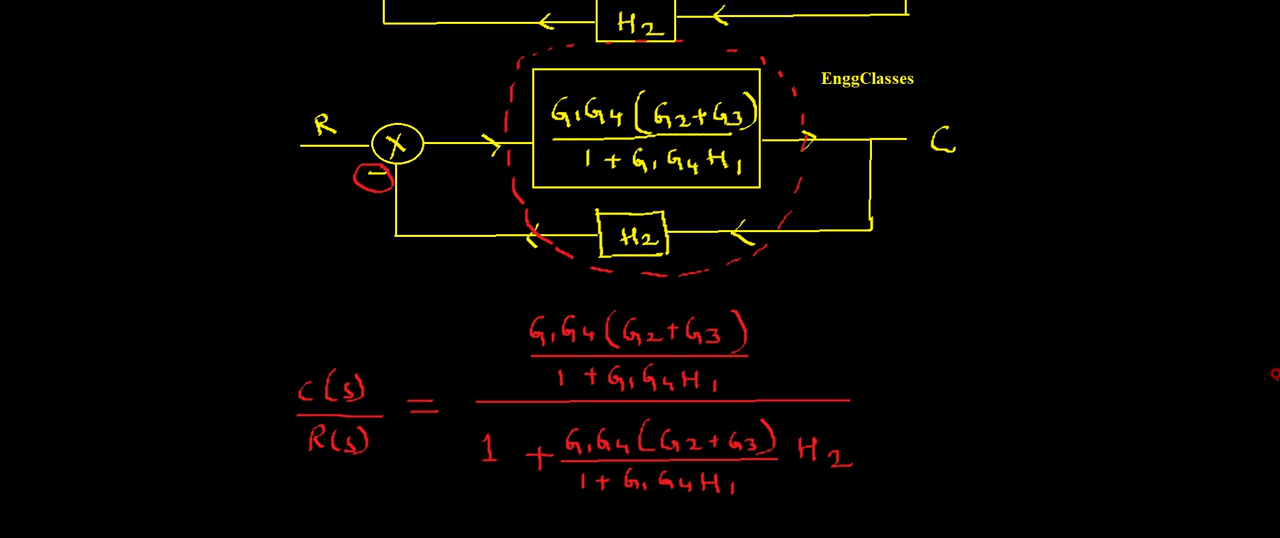 H2
EnggClasses
R
X
G1G4(G2+G3)
1 + G1G4H1
C
-
H2
G1G4(G2+G3)
1 + G1G4H1
C(s)
R(s)
=
1 + G1G4(G2+G3) H2
1 + G1G4H1